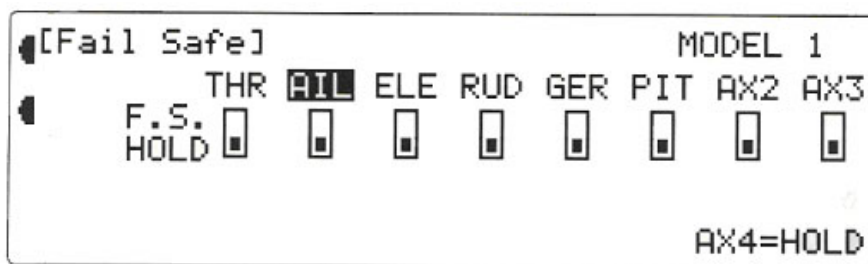 [Fail Safe] MODEL 1
THR AIL ELE RUD GER PIT AX2 AX3
F.S.
HOLD
AX4=HOLD